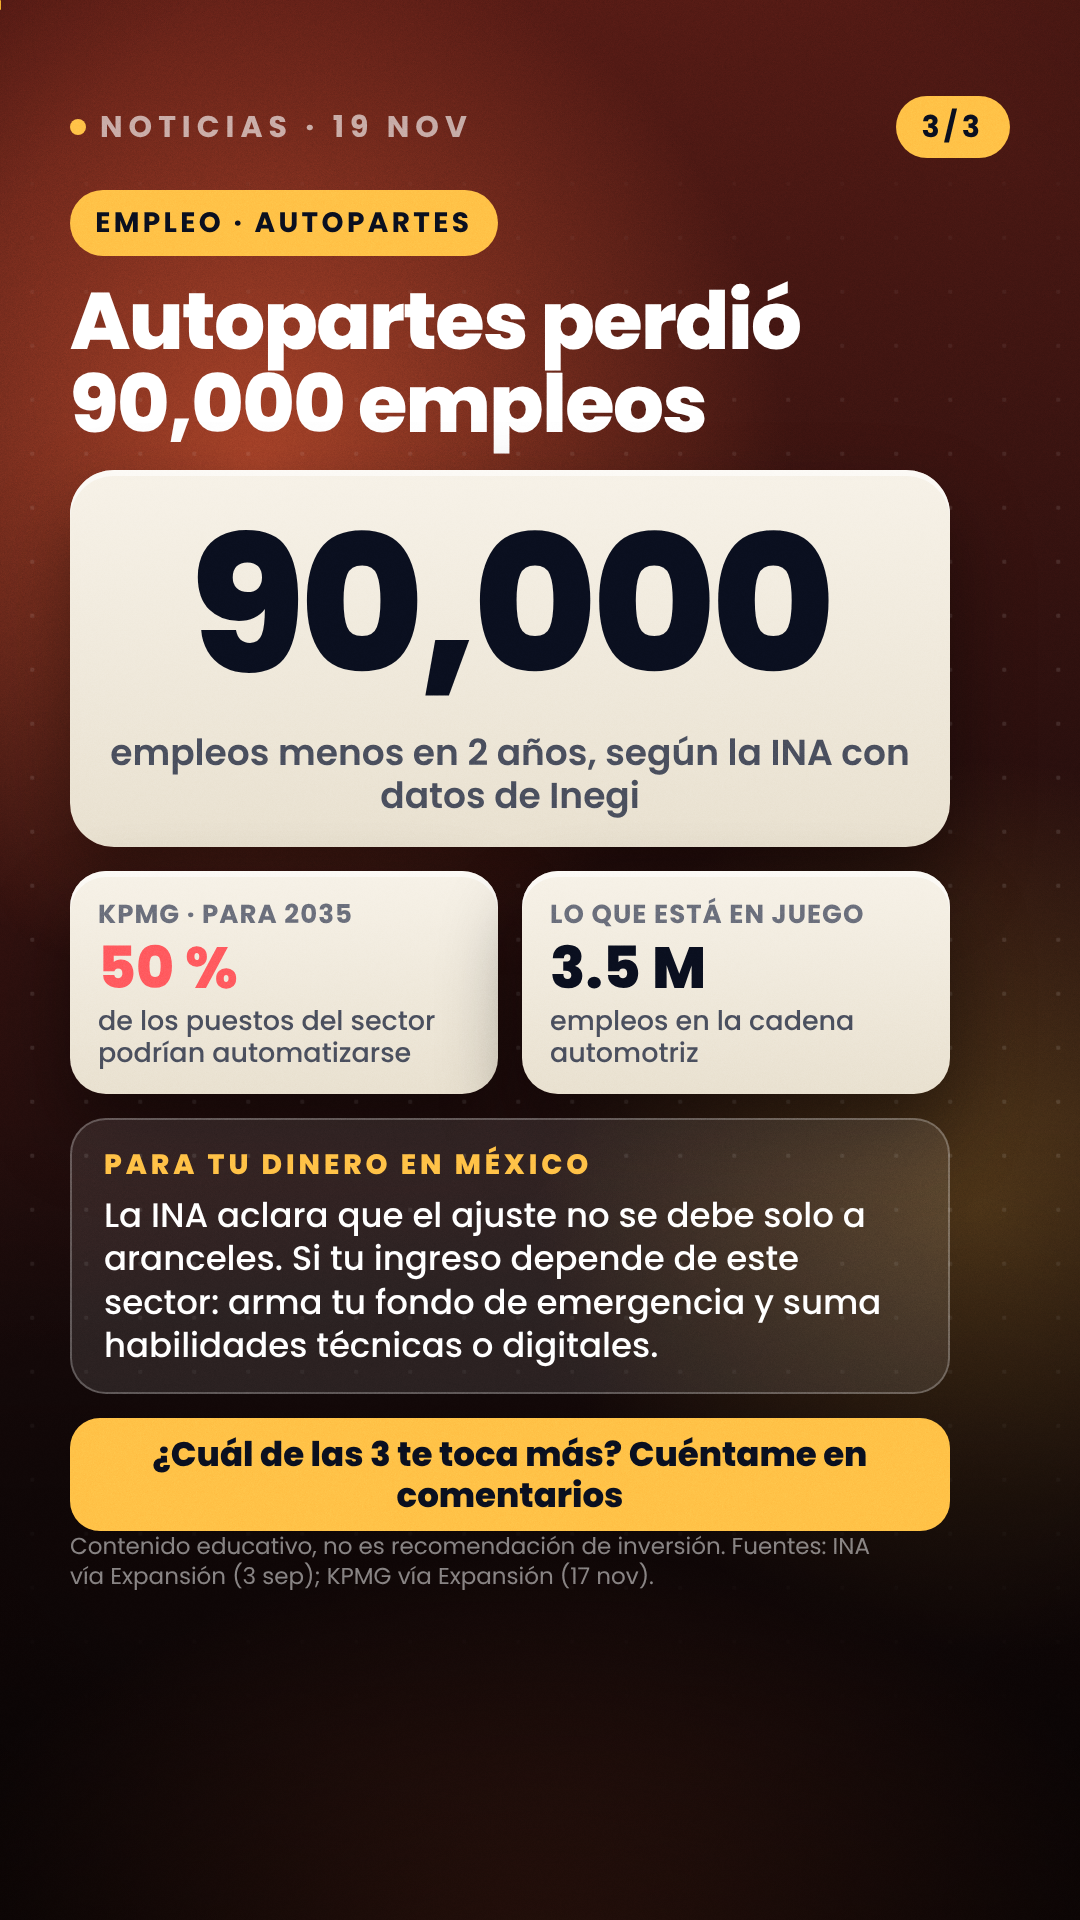 NOTICIAS · 19 NOV
3/3
EMPLEO · AUTOPARTES
Autopartes perdió
90,000 empleos
90,000
empleos menos en 2 años, según la INA con
datos de Inegi
KPMG · PARA 2035
50 %
de los puestos del sector
podrían automatizarse
LO QUE ESTÁ EN JUEGO
3.5 M
empleos en la cadena
automotriz
PARA TU DINERO EN MÉXICO
La INA aclara que el ajuste no se debe solo a
aranceles. Si tu ingreso depende de este
sector: arma tu fondo de emergencia y suma
habilidades técnicas o digitales.
¿Cuál de las 3 te toca más? Cuéntame en
comentarios
Contenido educativo, no es recomendación de inversión. Fuentes: INA
vía Expansión (3 sep); KPMG vía Expansión (17 nov).